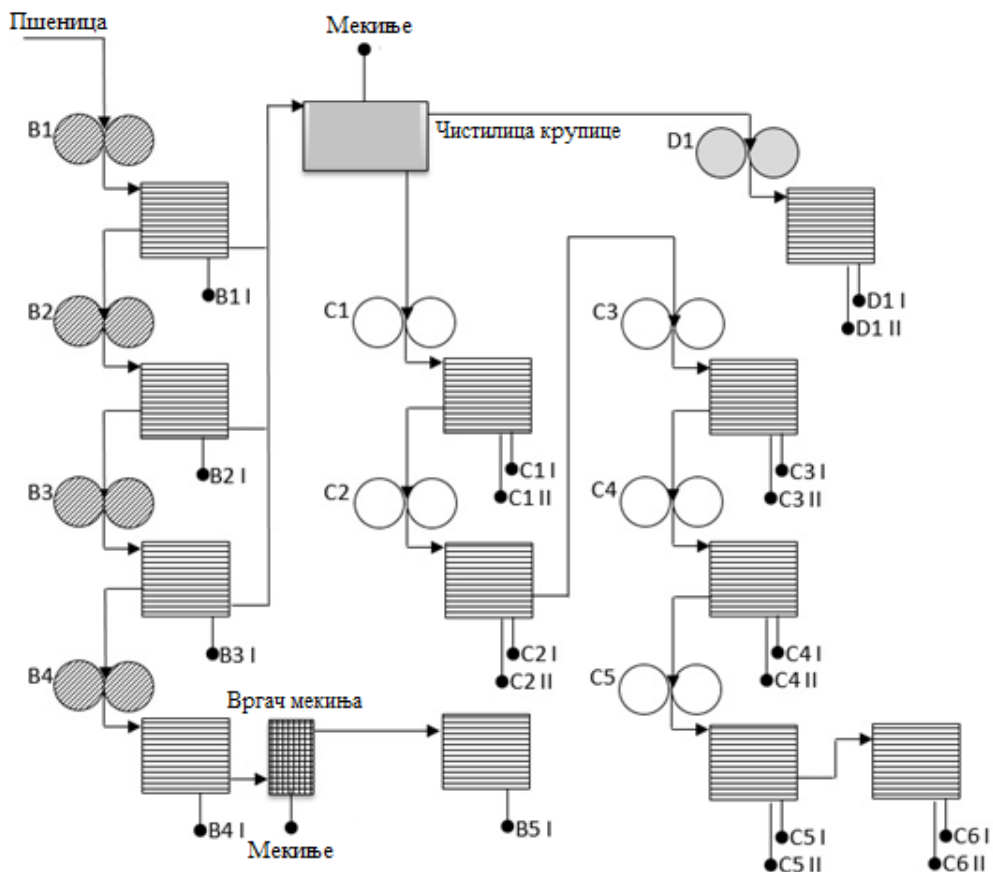 Пшеница
Мекиње
B1
Чистилица крупице
D1
B1 I
D1 I
D1 II
B2
C1
C3
B2 I
C1 I
C1 II
C3 I
C3 II
B3
C2
C4
B3 I
C2 I
C2 II
C4 I
C4 II
B4
Вргач мекиња
C5
B4 I
Мекиње
B5 I
C5 I
C5 II
C6 I
C6 II